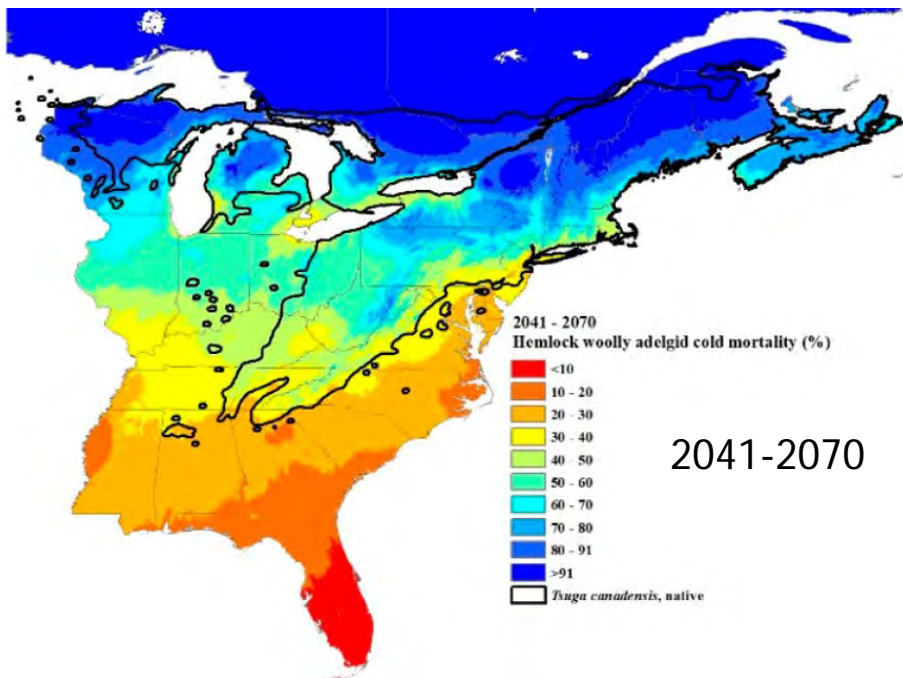 2041 - 2070
Hemlock woolly adelgid cold mortality (%)
<10
10 - 20
20 - 30
30 - 40
40 - 50
50 - 60
60 - 70
70 - 80
80 - 91
>91
Tsuga canadensis, native
2041-2070